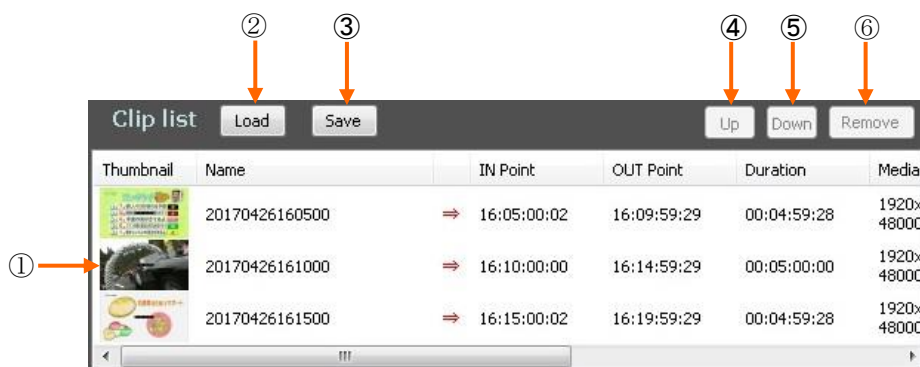 ② ③ ④ ⑤ ⑥
Clip list Load Save Up Down Remove
Thumbnail Name IN Point OUT Point Duration Media
20170426160500 ⇒ 16:05:00:02 16:09:59:29 00:04:59:28 1920x
48000
① 20170426161000 ⇒ 16:10:00:00 16:14:59:29 00:05:00:00 1920x
48000
20170426161500 ⇒ 16:15:00:02 16:19:59:29 00:04:59:28 1920x
48000